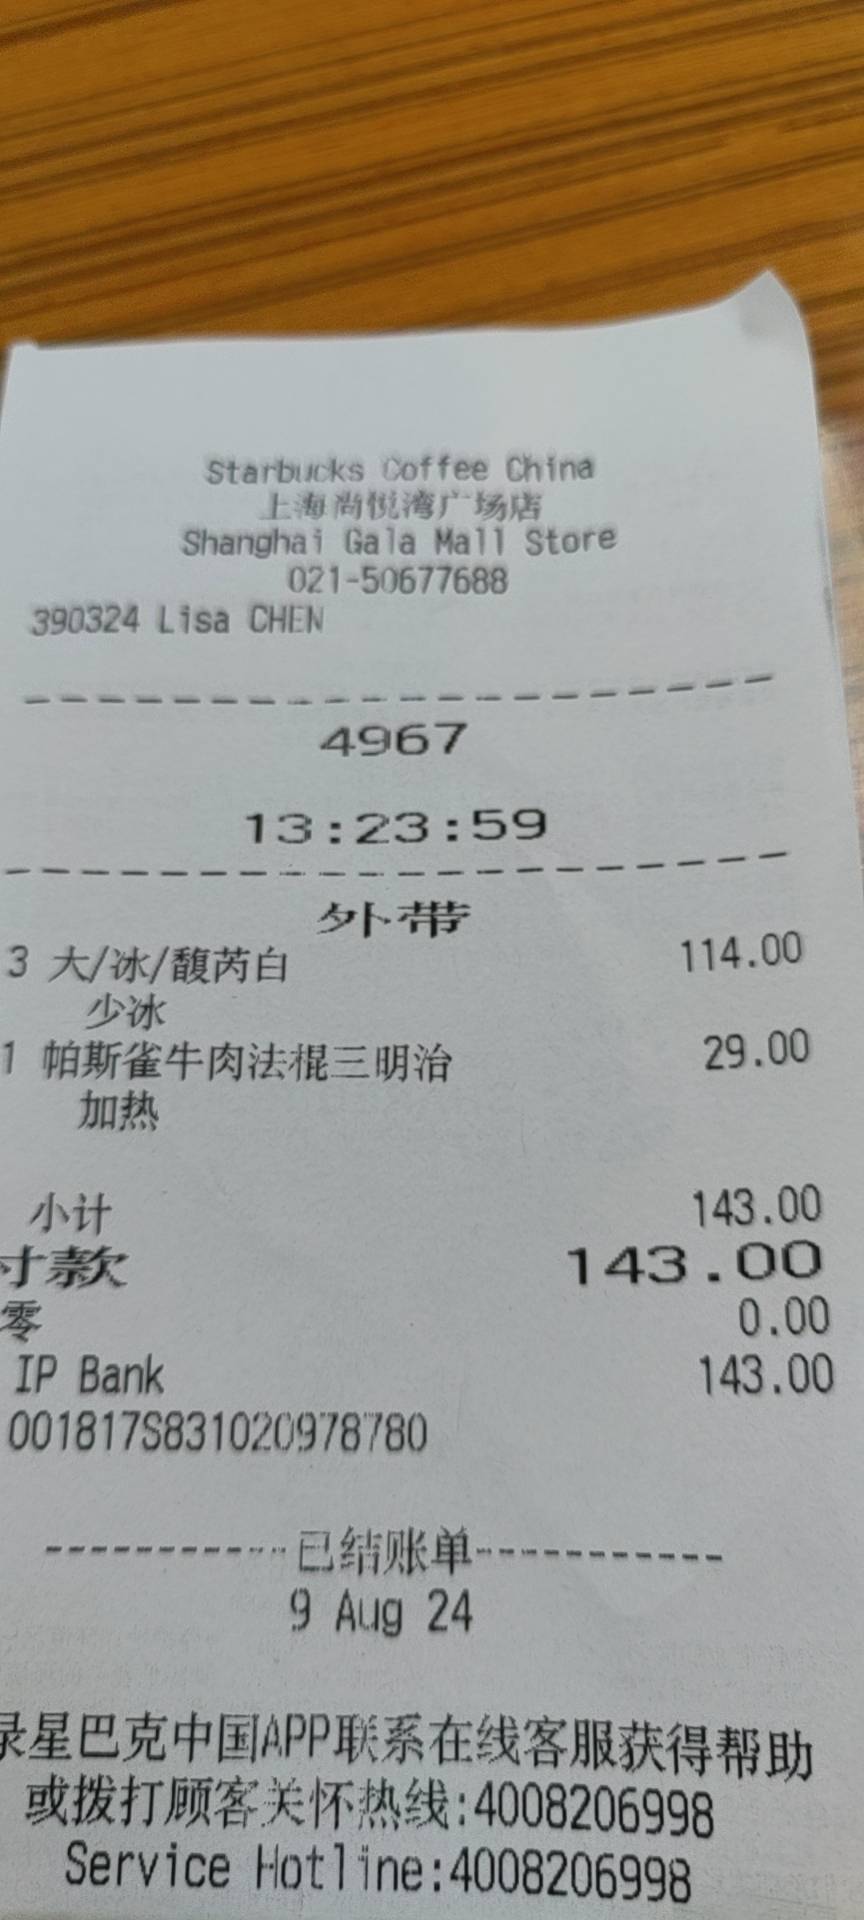 Starbucks Coffee China
上海尚悦湾广场店
Shanghai Gala Mall Store
021-50677688
390324 Lisa CHEN
4967
13:23:59
外带
3 大/冰/馥芮白 114.00
少冰
1 帕斯雀牛肉法棍三明治 29.00
加热
小计 143.00
付款 143.00
零 0.00
IP Bank 143.00
001817S831020978780
------------已结账单------------
9 Aug 24
录星巴克中国APP联系在线客服获得帮助
或拨打顾客关怀热线:4008206998
Service Hotline:4008206998